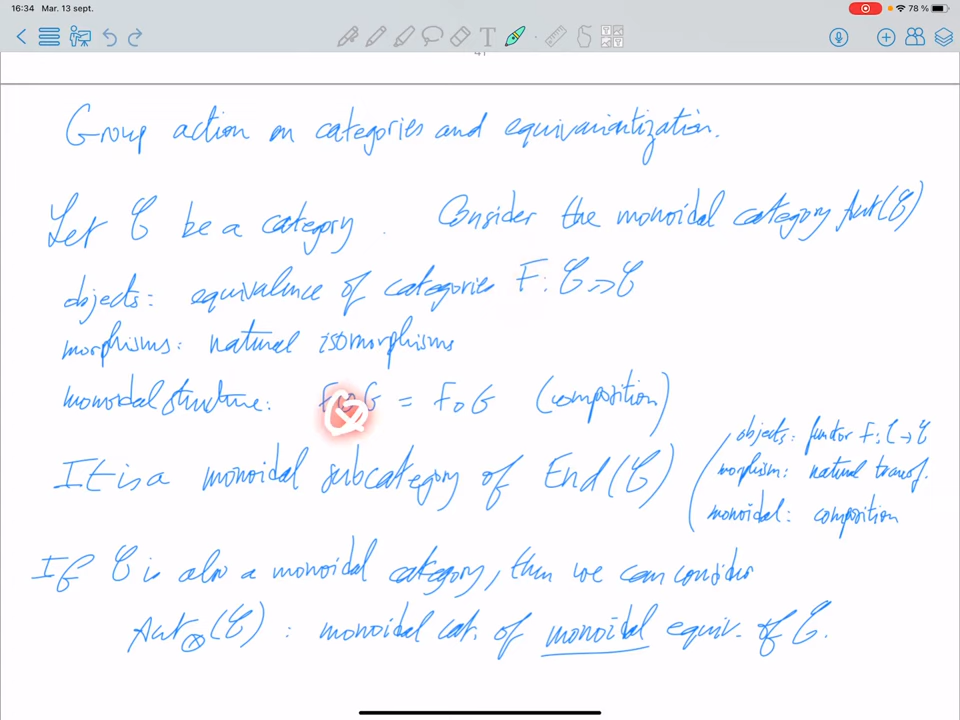 16:34 Mar. 13 sept. 78 %
Group action on categories and equivariantization.
Let C be a category. Consider the monoidal category Aut(C)
objects: equivalence of categories F: C → C
morphisms: natural isomorphisms
monoidal structure: F⊗G = F∘G (composition)
It is a monoidal subcategory of End(C)
objects: functor F: C → C
morphism: natural transf.
monoidal: composition
If C is also a monoidal category, then we can consider
Aut⊗(C): monoidal cat. of monoidal equiv. of C.